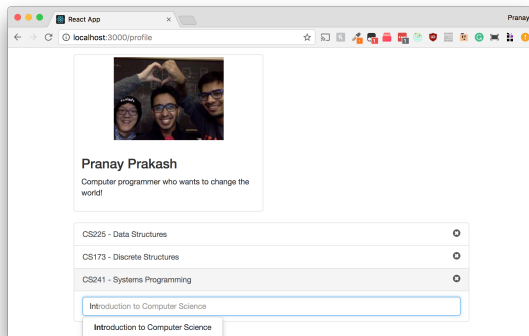 React App
Pranay
localhost:3000/profile
Pranay Prakash
Computer programmer who wants to change the
world!
CS225 - Data Structures
CS173 - Discrete Structures
CS241 - Systems Programming
Introduction to Computer Science
Introduction to Computer Science